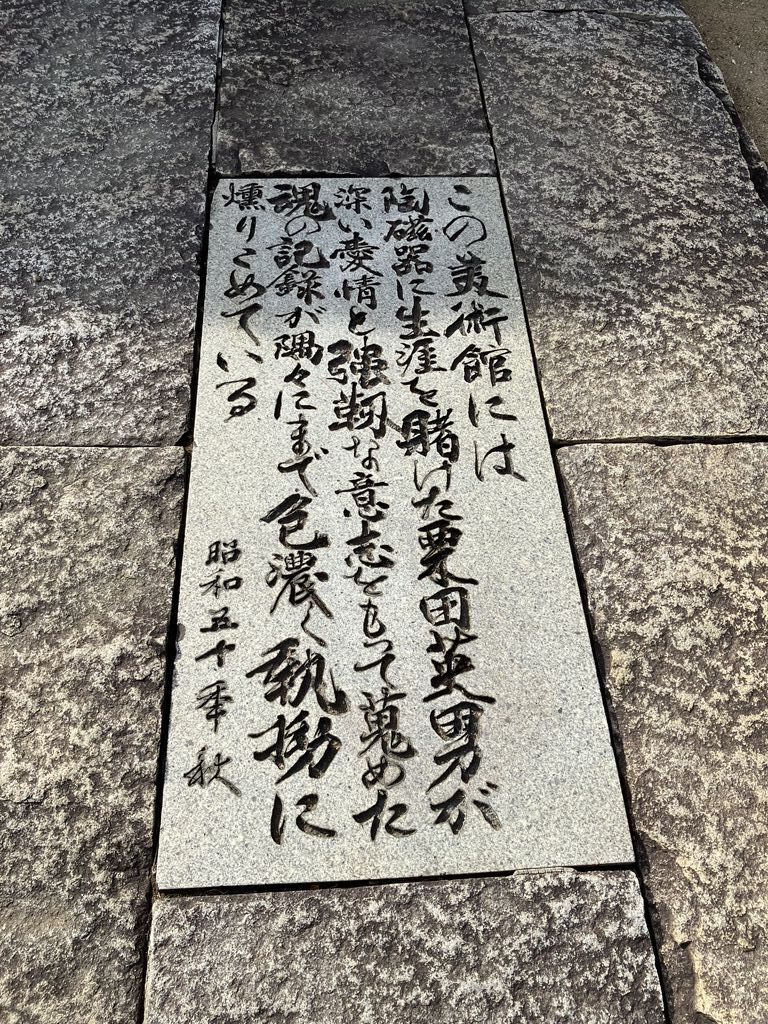 この美術館には
陶磁器に生涯を賭けた粟田英男が
深い愛情と强靭な意志をもって蒐めた
魂の記録が隅々にまで色濃く執拗に
燻りこめている
昭和五十年秋